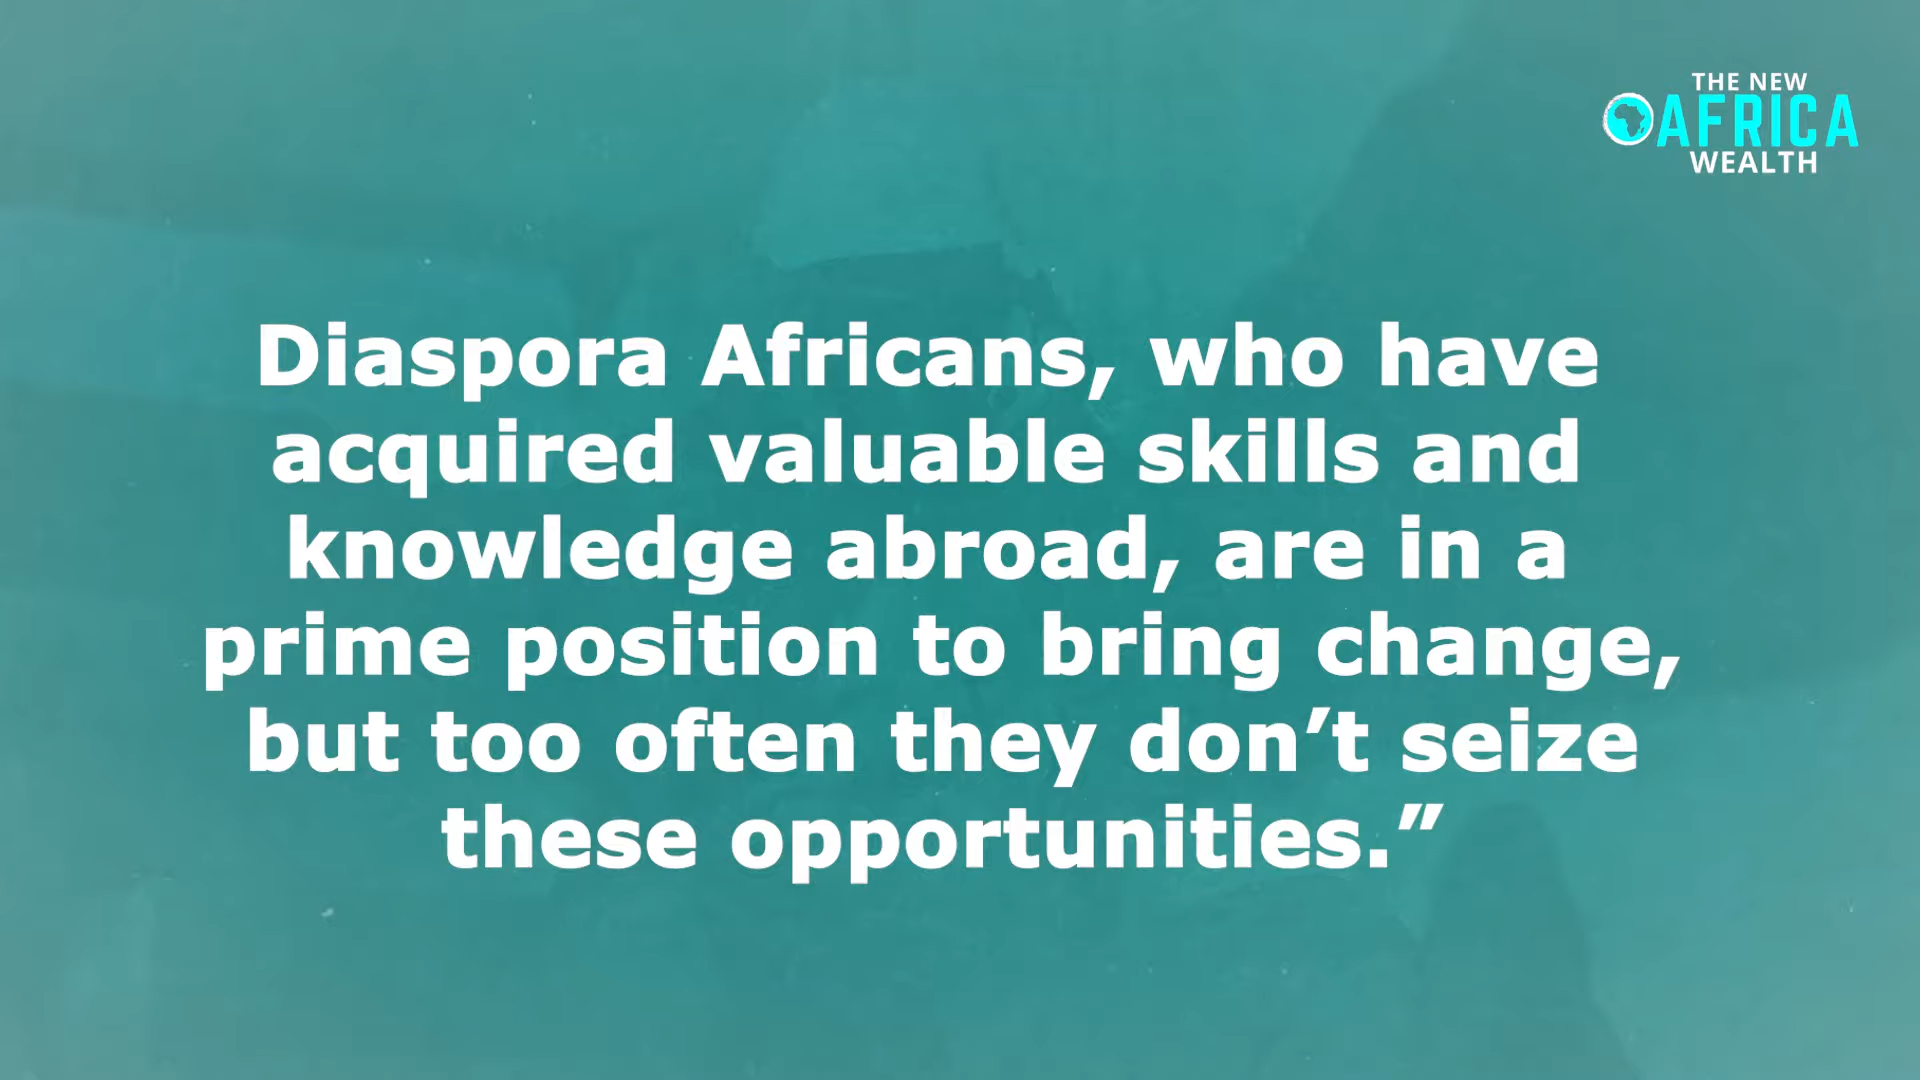 THE NEW
AFRICA
WEALTH
Diaspora Africans, who have
acquired valuable skills and
knowledge abroad, are in a
prime position to bring change,
but too often they don’t seize
these opportunities.”